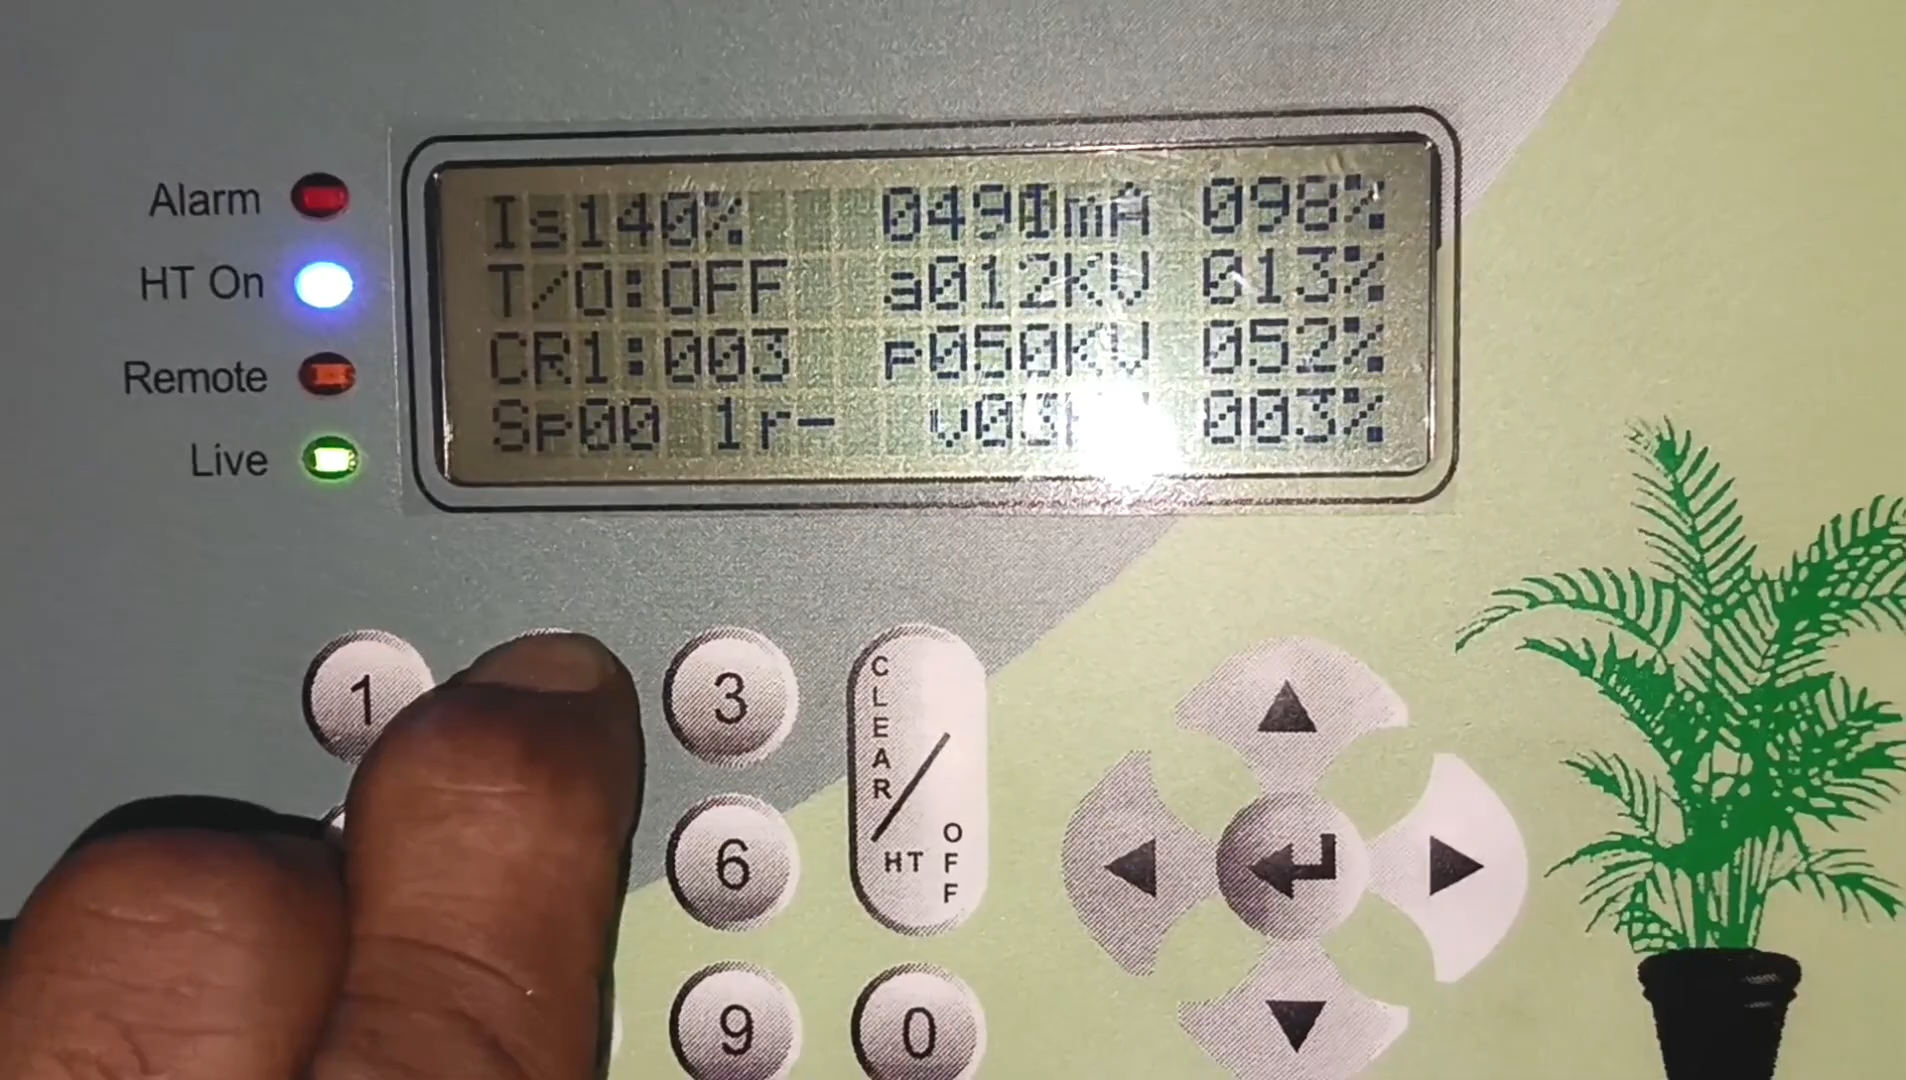 Alarm
HT On
Remote
Live
Is140% mA 098%
T/O:OFF a012KV 013%
CR1:003 p050KV 052%
Sp00 1r- 003%
1
3
6
9
0
CLEAR
HT OFF